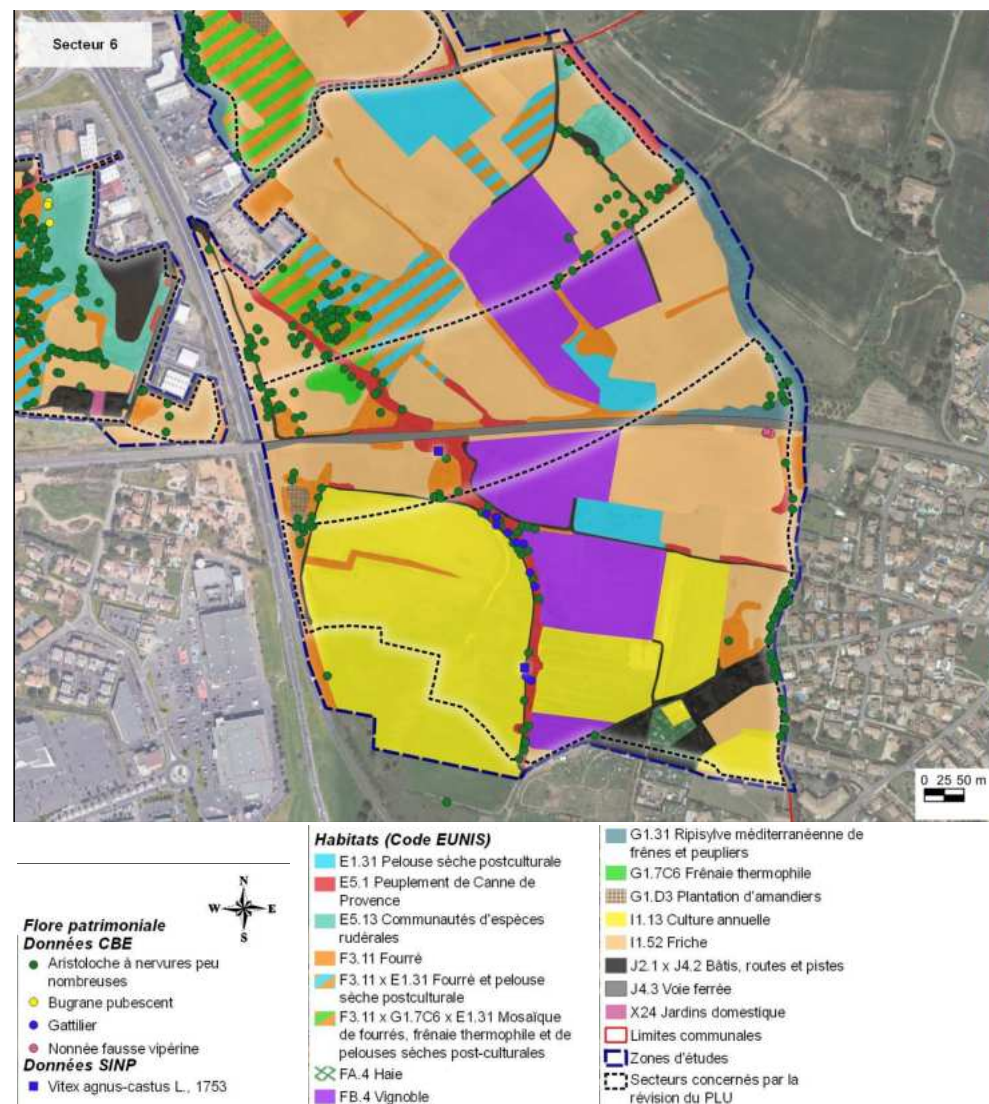 Secteur 6
0 25 50 m
N
W E
S
Flore patrimoniale
Données CBE
Aristoloche à nervures peu
nombreuses
Bugrane pubescent
Gattilier
Nonnée fausse vipérine
Données SINP
Vitex agnus-castus L., 1753
Habitats (Code EUNIS)
E1.31 Pelouse sèche postculturale
E5.1 Peuplement de Canne de
Provence
E5.13 Communautés d'espèces
rudérales
F3.11 Fourré
F3.11 x E1.31 Fourré et pelouse
sèche postculturale
F3.11 x G1.7C6 x E1.31 Mosaïque
de fourrés, frênaie thermophile et de
pelouses sèches post-culturales
FA.4 Haie
FB.4 Vignoble
G1.31 Ripisylve méditerranéenne de
frênes et peupliers
G1.7C6 Frênaie thermophile
G1.D3 Plantation d'amandiers
I1.13 Culture annuelle
I1.52 Friche
J2.1 x J4.2 Bâtis, routes et pistes
J4.3 Voie ferrée
X24 Jardins domestique
Limites communales
Zones d'études
Secteurs concernés par la
révision du PLU